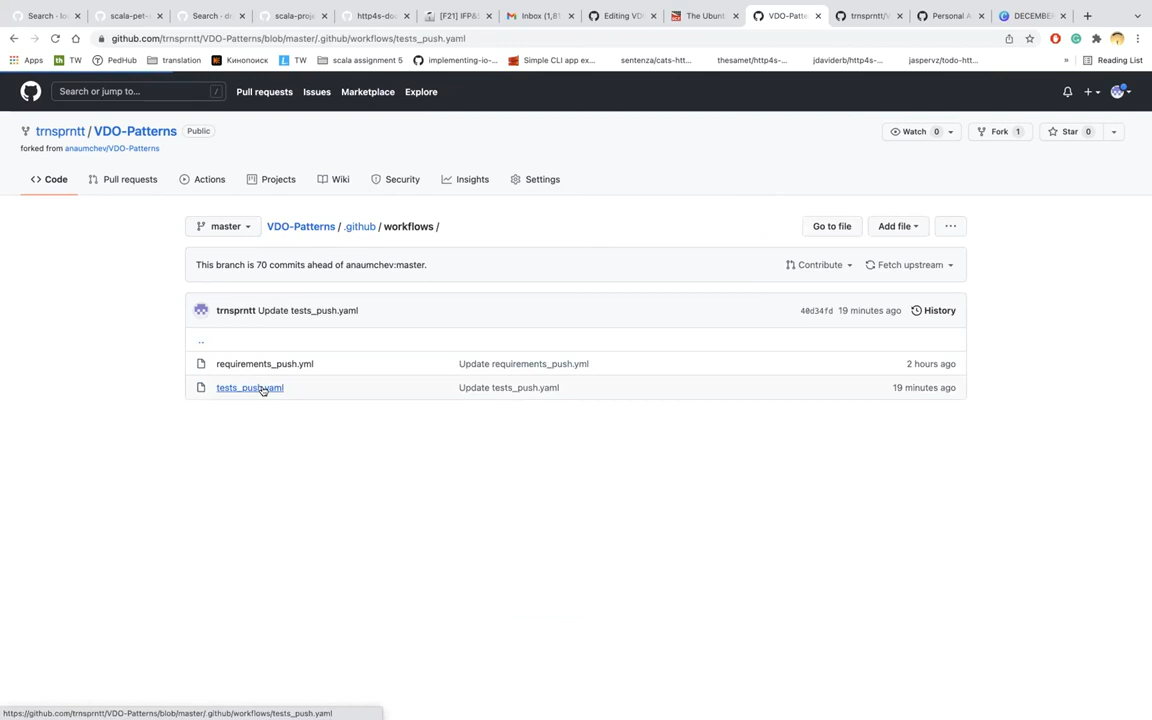 Search - lo
scala-pet-
Search - dr
scala-proje
http4s-doc
[F21] IFP&S
Inbox (1,61
Editing VD
The Ubunt
VDO-Patte
trnsprntt/V
Personal A
DECEMBER
github.com/trnsprntt/VDO-Patterns/blob/master/.github/workflows/tests_push.yaml
Apps
TW
PedHub
translation
Кинопоиск
TW
scala assignment 5
implementing-io-...
Simple CLI app ex...
sentenza/cats-htt...
thesamet/http4s-...
jdaviderb/http4s-...
jaspervz/todo-htt...
»
Reading List
Search or jump to...
/
Pull requests
Issues
Marketplace
Explore
trnsprntt / VDO-Patterns
Public
Watch 0
Fork 1
Star 0
forked from anaumchev/VDO-Patterns
Code
Pull requests
Actions
Projects
Wiki
Security
Insights
Settings
master
VDO-Patterns / .github / workflows /
Go to file
Add file
...
This branch is 70 commits ahead of anaumchev:master.
Contribute
Fetch upstream
trnsprntt Update tests_push.yaml
40d34fd 19 minutes ago
History
..
requirements_push.yml
Update requirements_push.yml
2 hours ago
tests_push.yaml
Update tests_push.yaml
19 minutes ago
https://github.com/trnsprntt/VDO-Patterns/blob/master/.github/workflows/tests_push.yaml